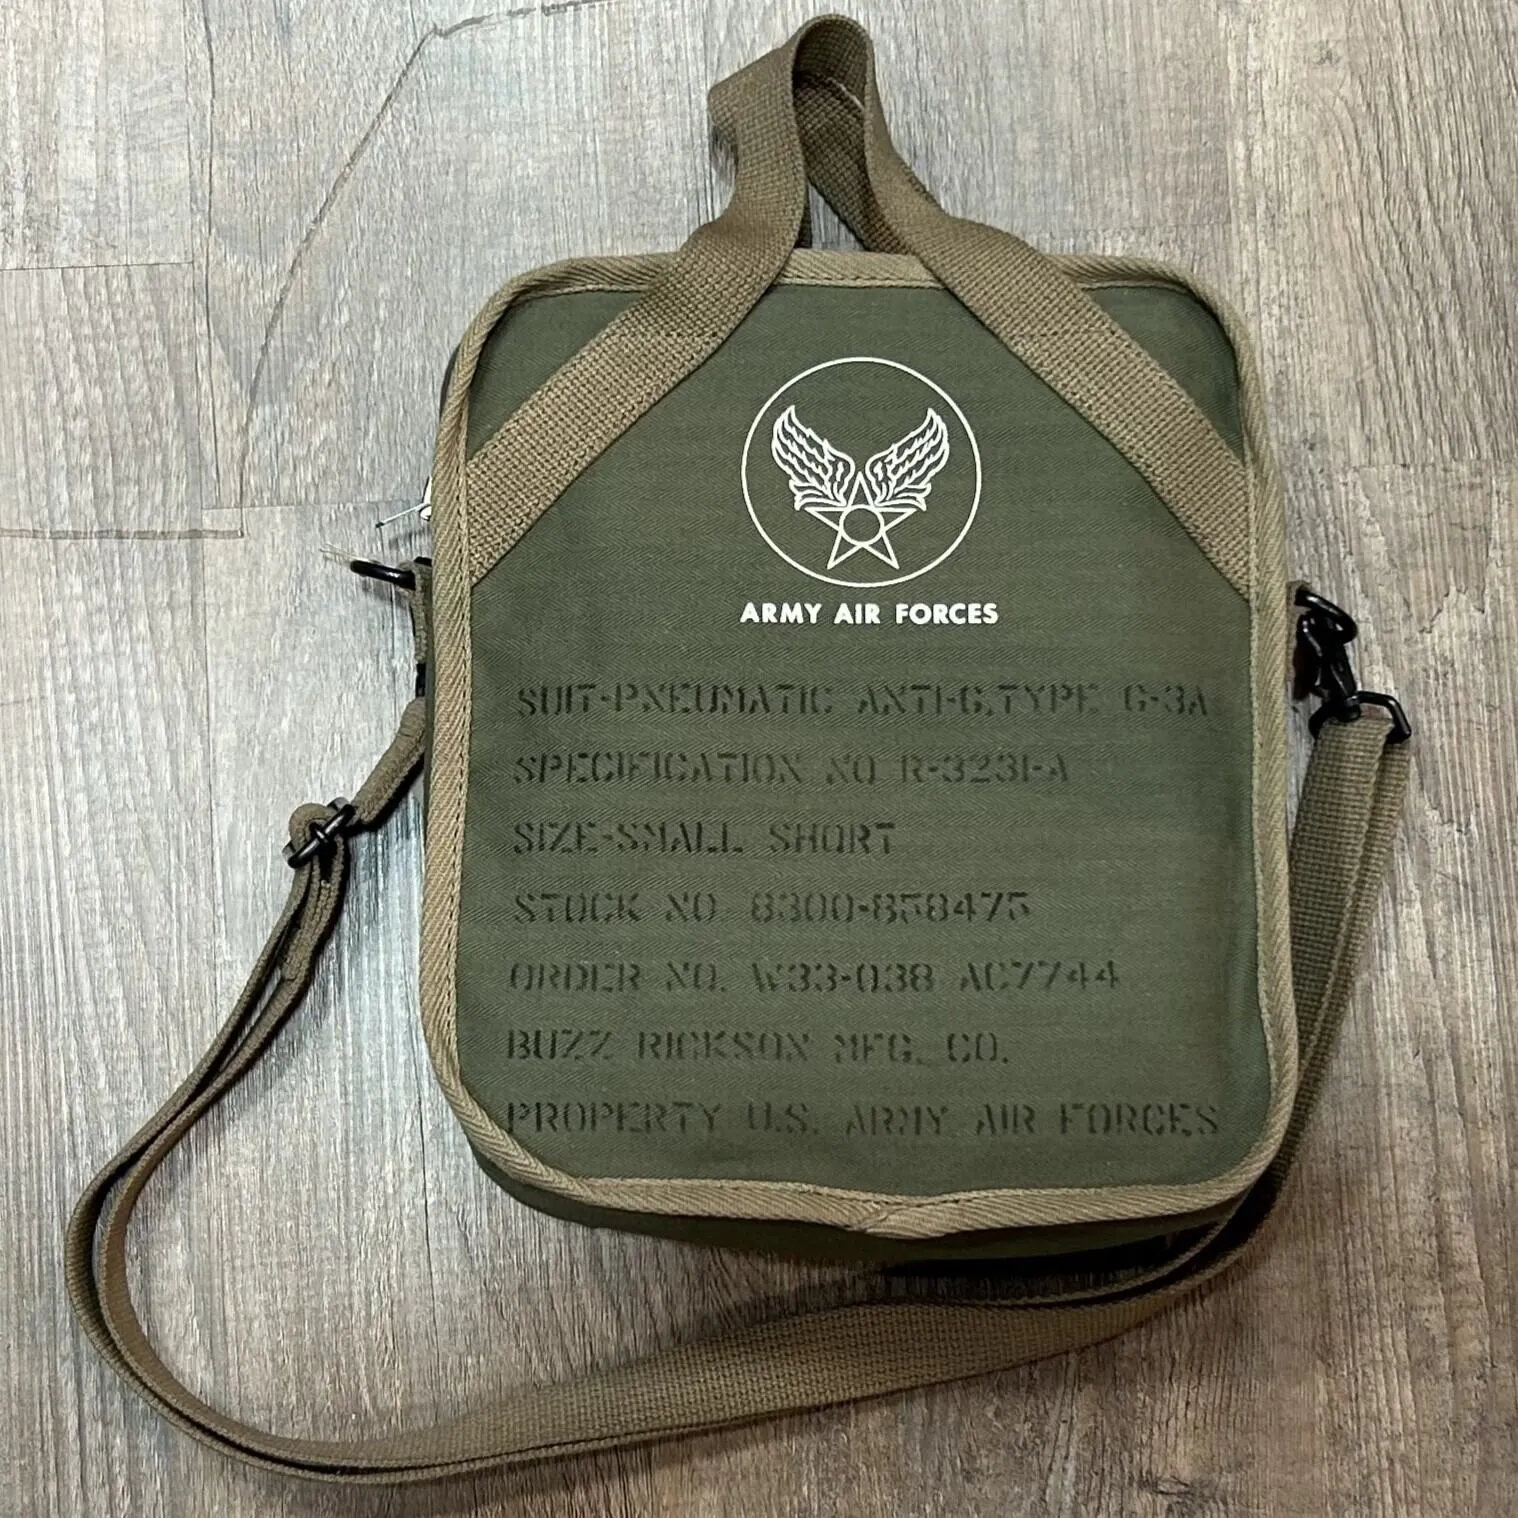 ARMY AIR FORCES
SUIT-PNEUMATIC ANTI-G,TYPE G-3A
SPECIFICATION NO R-3231-A
SIZE-SMALL SHORT
STOCK NO. 8300-858475
ORDER NO. W33-038 AC7744
BUZZ RICKSON MFG. CO.
PROPERTY U.S. ARMY AIR FORCES